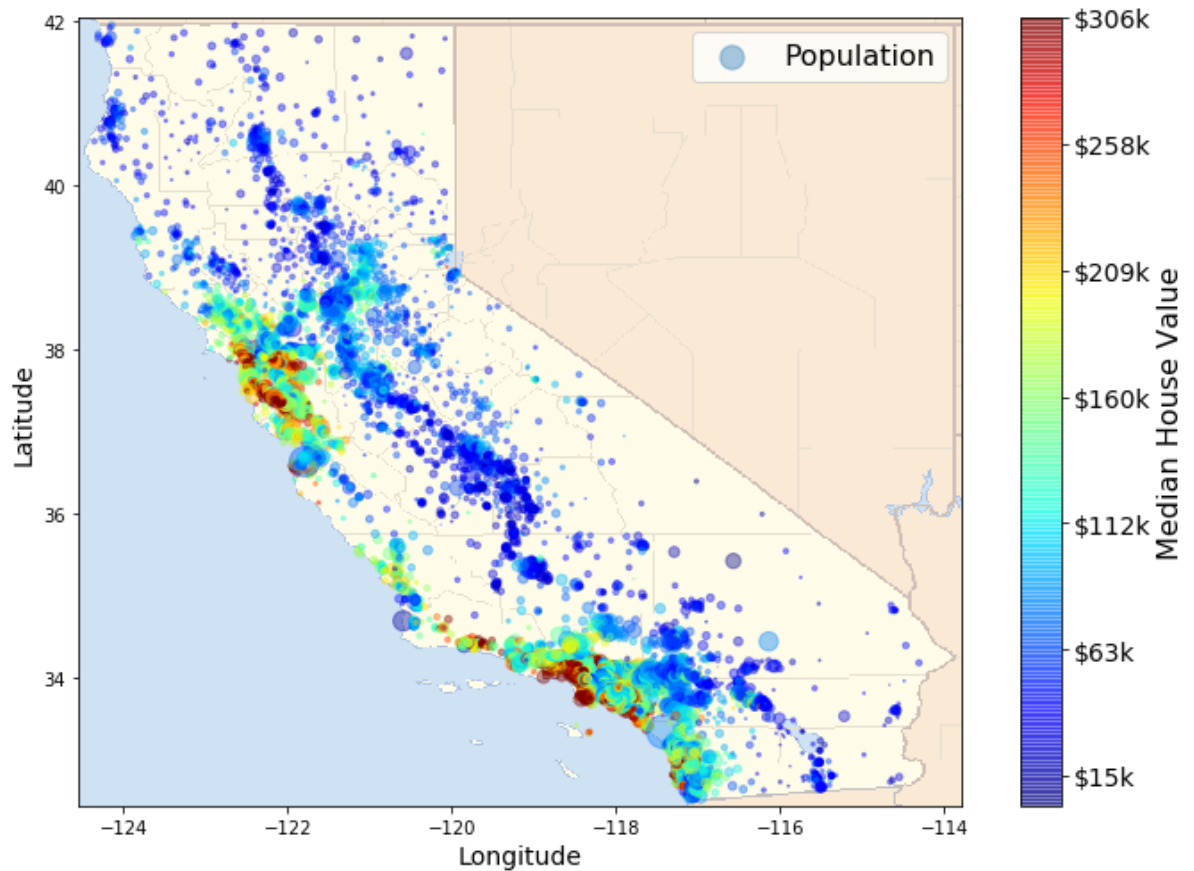 Population
42
40
38
36
34
Latitude
−124
−122
−120
−118
−116
−114
Longitude
$306k
$258k
$209k
$160k
$112k
$63k
$15k
Median House Value